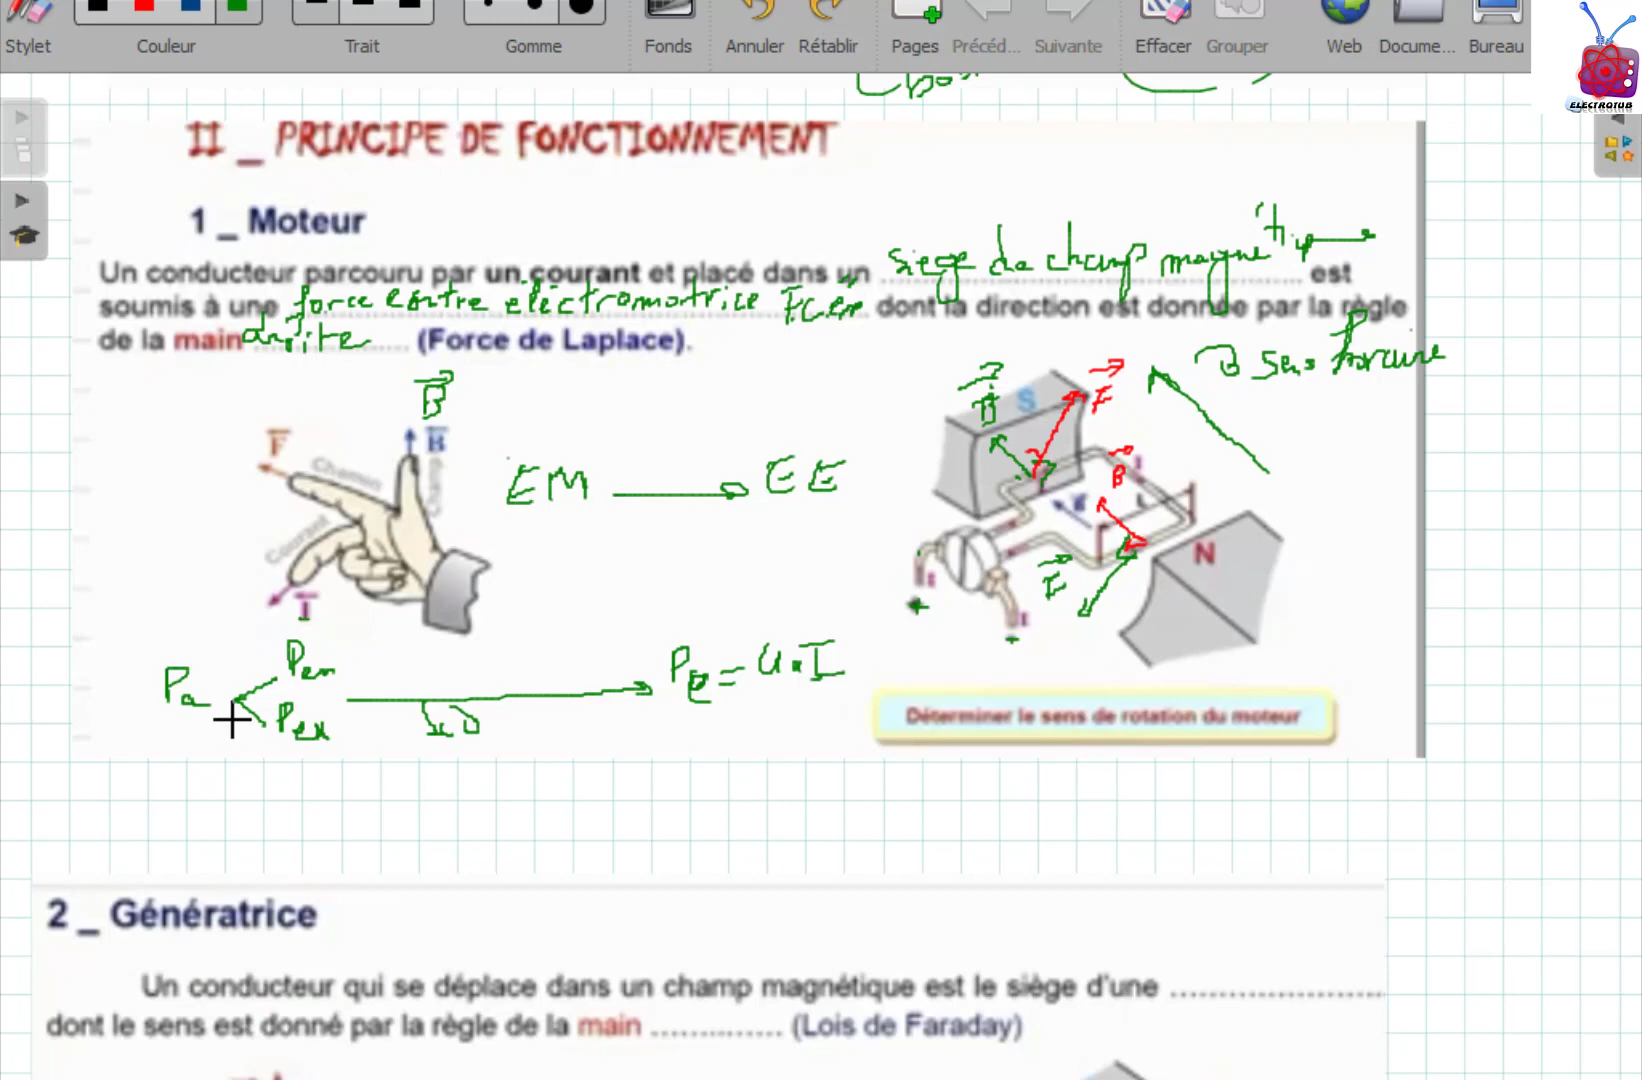 Stylet Couleur Trait Gomme Fonds Annuler Rétablir Pages Précéd... Suivante Effacer Grouper Web Docume... Bureau
ELECTROTUB
II _ PRINCIPE DE FONCTIONNEMENT
1 _ Moteur
Un conducteur parcouru par un courant et placé dans un siège de champ magnétique est
soumis à une force contre électromotrice Fcém dont la direction est donnée par la règle
de la main droite (Force de Laplace).
sens horaire
B
F Chamen B Champ
Courant
I
EM → EE
B S F
B I
B
N
F
I I
+ -
Pa Pem Pex → Pe = U.I
Déterminer le sens de rotation du moteur
2 _ Génératrice
Un conducteur qui se déplace dans un champ magnétique est le siège d'une ......................
dont le sens est donné par la règle de la main .............. (Lois de Faraday)